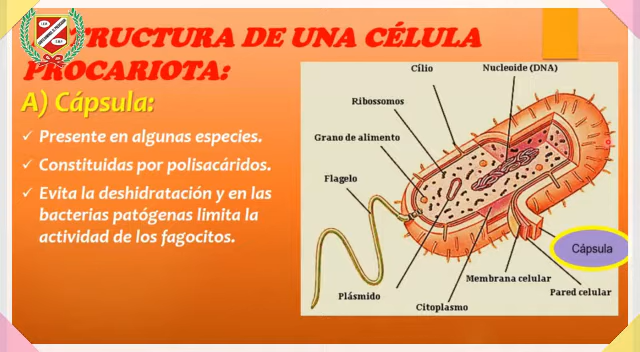 ESTRUCTURA DE UNA CÉLULA
PROCARIOTA:
A) Cápsula:
✓ Presente en algunas especies.
✓ Constituidas por polisacáridos.
✓ Evita la deshidratación y en las
bacterias patógenas limita la
actividad de los fagocitos.
Cílio
Nucleoide (DNA)
Ribossomos
Grano de alimento
Flagelo
Cápsula
Membrana celular
Pared celular
Plásmido
Citoplasmo